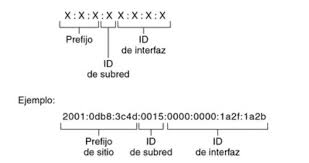 X : X : X : X : X : X : X : X
Prefijo ID
de interfaz
ID
de subred
Ejemplo:
2001:0db8:3c4d:0015:0000:0000:1a2f:1a2b
Prefijo ID ID
de sitio de subred de interfaz